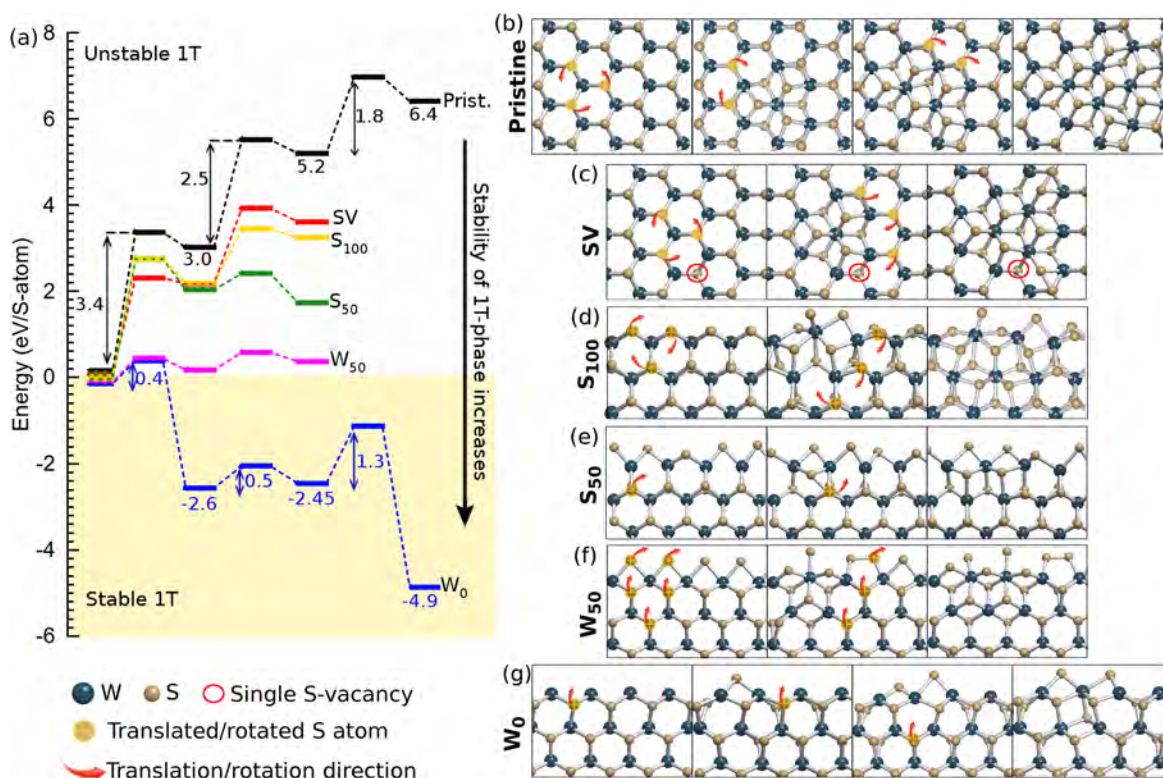 (a)
Energy (eV/S-atom)
8
6
4
2
0
-2
-4
-6
Unstable 1T
Stable 1T
3.4
3.0
2.5
5.2
1.8
6.4
Prist.
SV
S100
S50
W50
W0
0.4
-2.6
0.5
-2.45
1.3
-4.9
Stability of 1T-phase increases
W
S
Single S-vacancy
Translated/rotated S atom
Translation/rotation direction
(b)
Pristine
(c)
SV
(d)
S100
(e)
S50
(f)
W50
(g)
W0